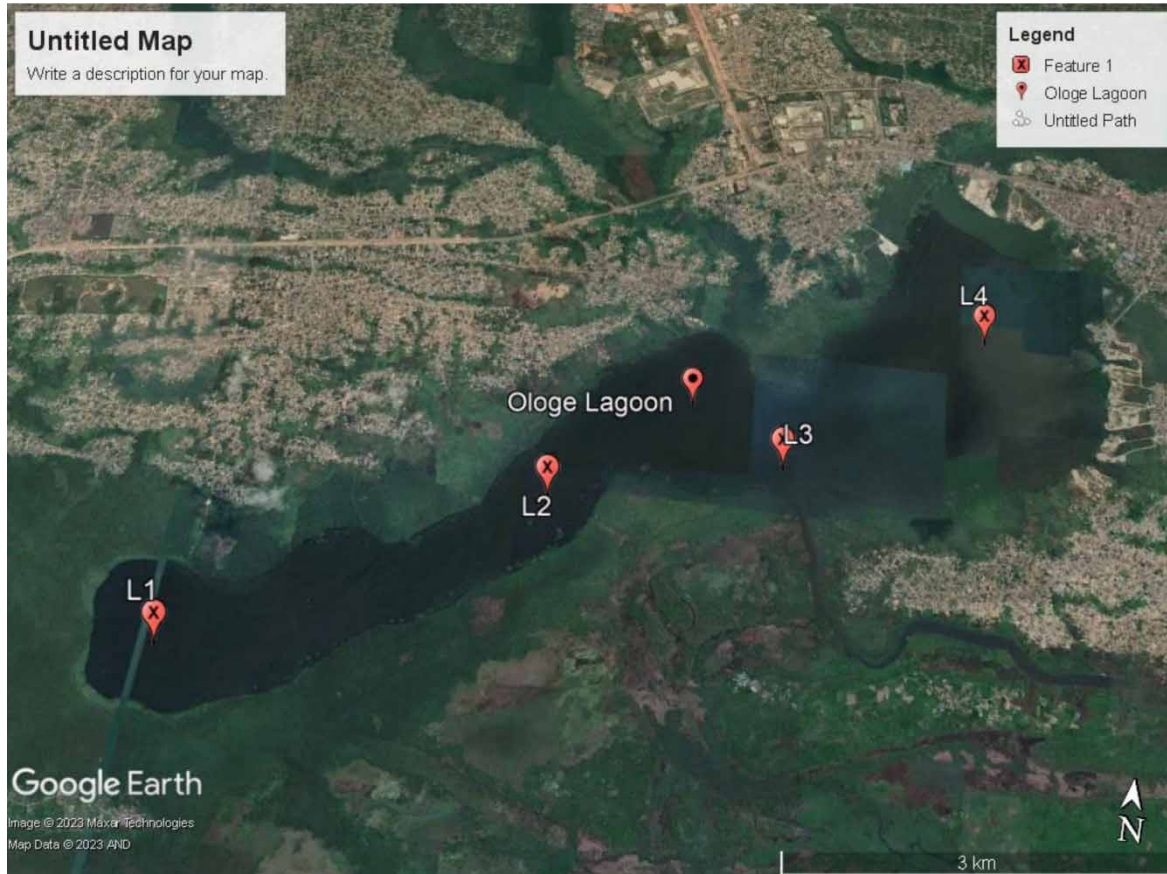 Untitled Map
Write a description for your map.
Legend
Feature 1
Ologe Lagoon
Untitled Path
L4
Ologe Lagoon
L3
L2
L1
Google Earth
Image © 2023 Maxar Technologies
Map Data © 2023 AND
N
3 km